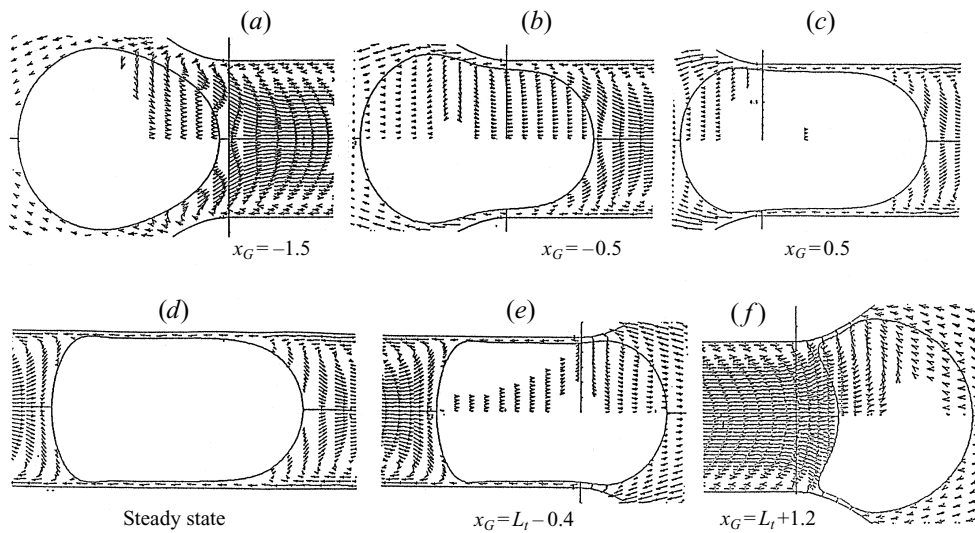 (a)
(b)
(c)
x_G = –1.5
x_G = –0.5
x_G = 0.5
(d)
(e)
(f)
Steady state
x_G = L_t – 0.4
x_G = L_t + 1.2